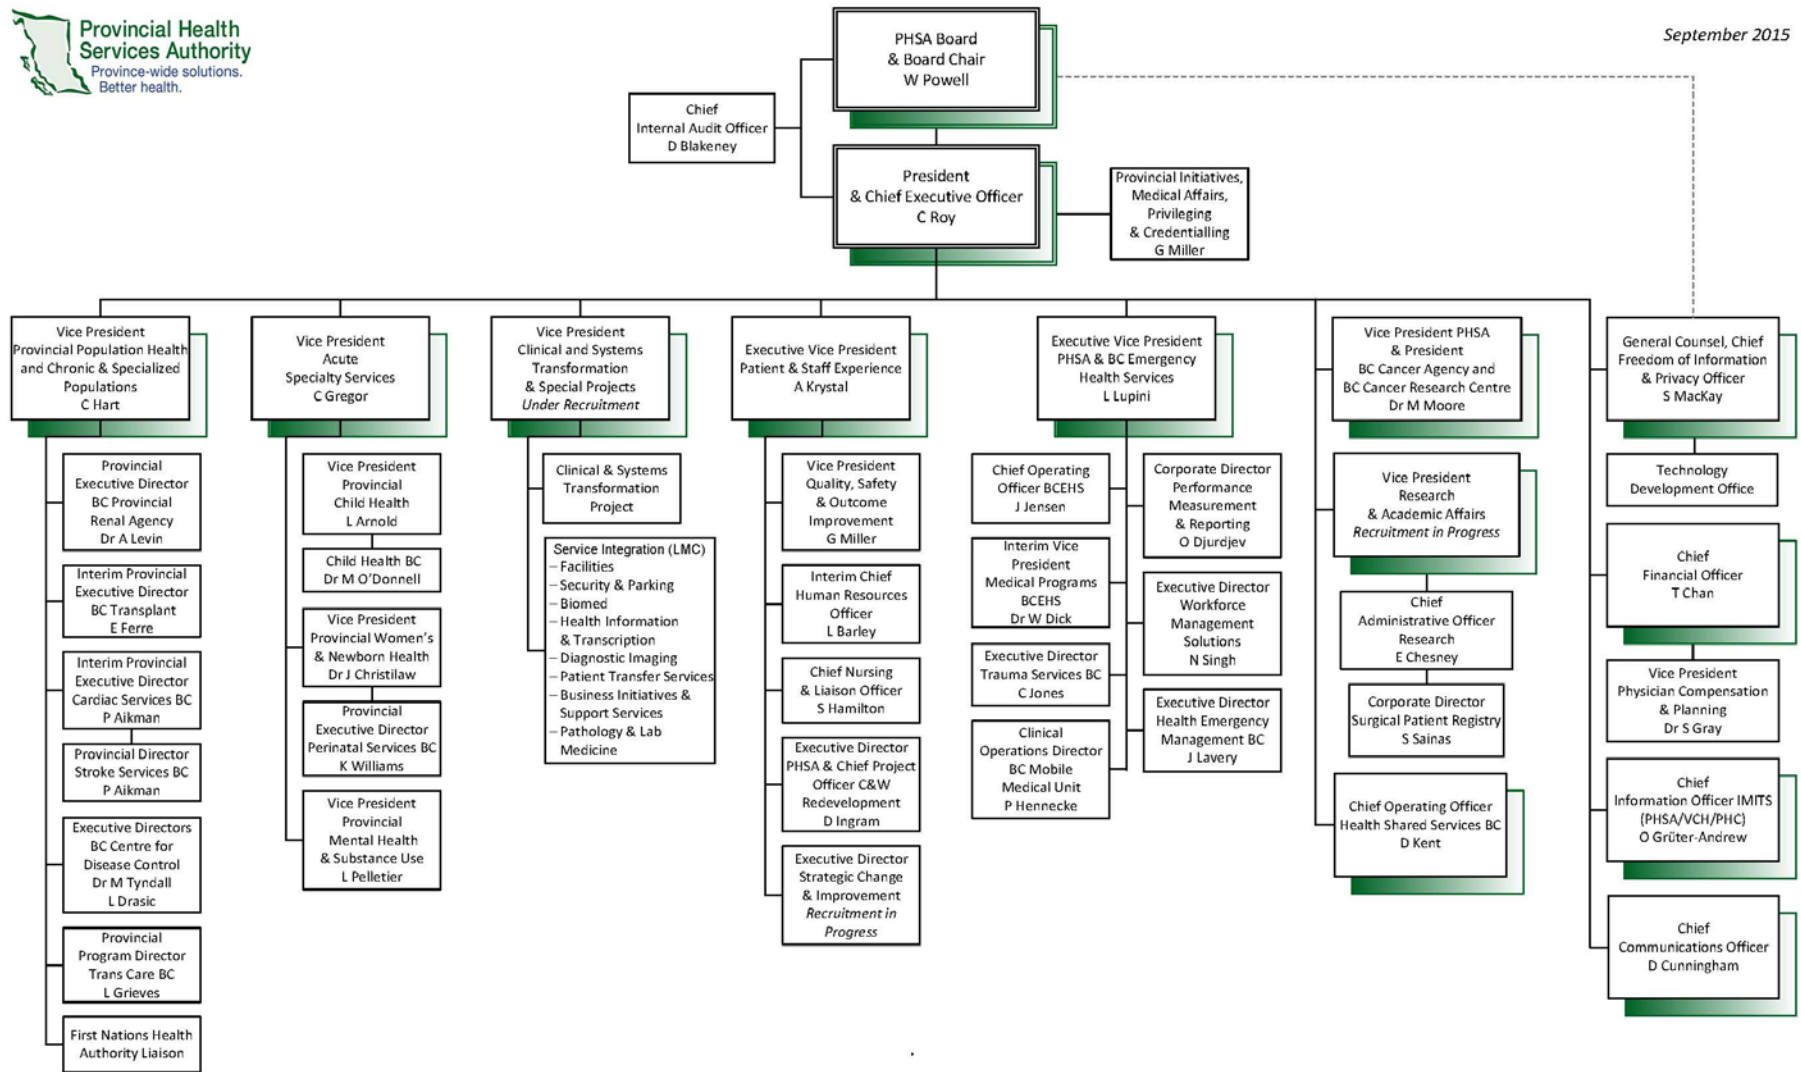 Provincial Health
Services Authority
Province-wide solutions.
Better health.
September 2015
PHSA Board
& Board Chair
W Powell
Chief
Internal Audit Officer
D Blakeney
President
& Chief Executive Officer
C Roy
Provincial Initiatives,
Medical Affairs,
Privileging
& Credentialling
G Miller
Vice President
Provincial Population Health
and Chronic & Specialized
Populations
C Hart
Provincial
Executive Director
BC Provincial
Renal Agency
Dr A Levin
Interim Provincial
Executive Director
BC Transplant
E Ferre
Interim Provincial
Executive Director
Cardiac Services BC
P Aikman
Provincial Director
Stroke Services BC
P Aikman
Executive Directors
BC Centre for
Disease Control
Dr M Tyndall
L Drasic
Provincial
Program Director
Trans Care BC
L Grieves
First Nations Health
Authority Liaison
Vice President
Acute
Specialty Services
C Gregor
Vice President
Provincial
Child Health
L Arnold
Child Health BC
Dr M O'Donnell
Vice President
Provincial Women's
& Newborn Health
Dr J Christilaw
Provincial
Executive Director
Perinatal Services BC
K Williams
Vice President
Provincial
Mental Health
& Substance Use
L Pelletier
Vice President
Clinical and Systems
Transformation
& Special Projects
Under Recruitment
Clinical & Systems
Transformation
Project
Service Integration (LMC)
– Facilities
– Security & Parking
– Biomed
– Health Information
& Transcription
– Diagnostic Imaging
– Patient Transfer Services
– Business Initiatives &
Support Services
– Pathology & Lab
Medicine
Executive Vice President
Patient & Staff Experience
A Krystal
Vice President
Quality, Safety
& Outcome
Improvement
G Miller
Interim Chief
Human Resources
Officer
L Barley
Chief Nursing
& Liaison Officer
S Hamilton
Executive Director
PHSA & Chief Project
Officer C&W
Redevelopment
D Ingram
Executive Director
Strategic Change
& Improvement
Recruitment in
Progress
Executive Vice President
PHSA & BC Emergency
Health Services
L Lupini
Chief Operating
Officer BCEHS
J Jensen
Interim Vice
President
Medical Programs
BCEHS
Dr W Dick
Executive Director
Trauma Services BC
C Jones
Clinical
Operations Director
BC Mobile
Medical Unit
P Hennecke
Corporate Director
Performance
Measurement
& Reporting
O Djurdjev
Executive Director
Workforce
Management
Solutions
N Singh
Executive Director
Health Emergency
Management BC
J Lavery
Vice President PHSA
& President
BC Cancer Agency and
BC Cancer Research Centre
Dr M Moore
Vice President
Research
& Academic Affairs
Recruitment in Progress
Chief
Administrative Officer
Research
E Chesney
Corporate Director
Surgical Patient Registry
S Sainas
Chief Operating Officer
Health Shared Services BC
D Kent
General Counsel, Chief
Freedom of Information
& Privacy Officer
S MacKay
Technology
Development Office
Chief
Financial Officer
T Chan
Vice President
Physician Compensation
& Planning
Dr S Gray
Chief
Information Officer IMITS
(PHSA/VCH/PHC)
O Grüter-Andrew
Chief
Communications Officer
D Cunningham